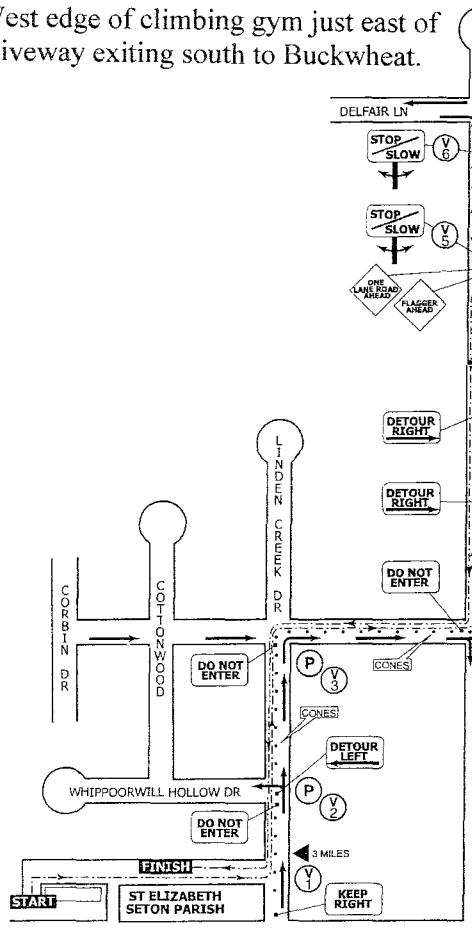 West edge of climbing gym just east of
iveway exiting south to Buckwheat.
DELFAIR LN
STOP
SLOW
V
6
STOP
SLOW
V
5
ONE
LANE ROAD
AHEAD
FLAGGER
AHEAD
DETOUR
RIGHT
DETOUR
RIGHT
LINDEN CREEK DR
DO NOT
ENTER
CORBIN DR
COTTONWOOD
DO NOT
ENTER
P
V
3
CONES
CONES
DETOUR
LEFT
WHIPPOORWILL HOLLOW DR
P
V
2
DO NOT
ENTER
3 MILES
FINISH
V
1
START
ST ELIZABETH
SETON PARISH
KEEP
RIGHT